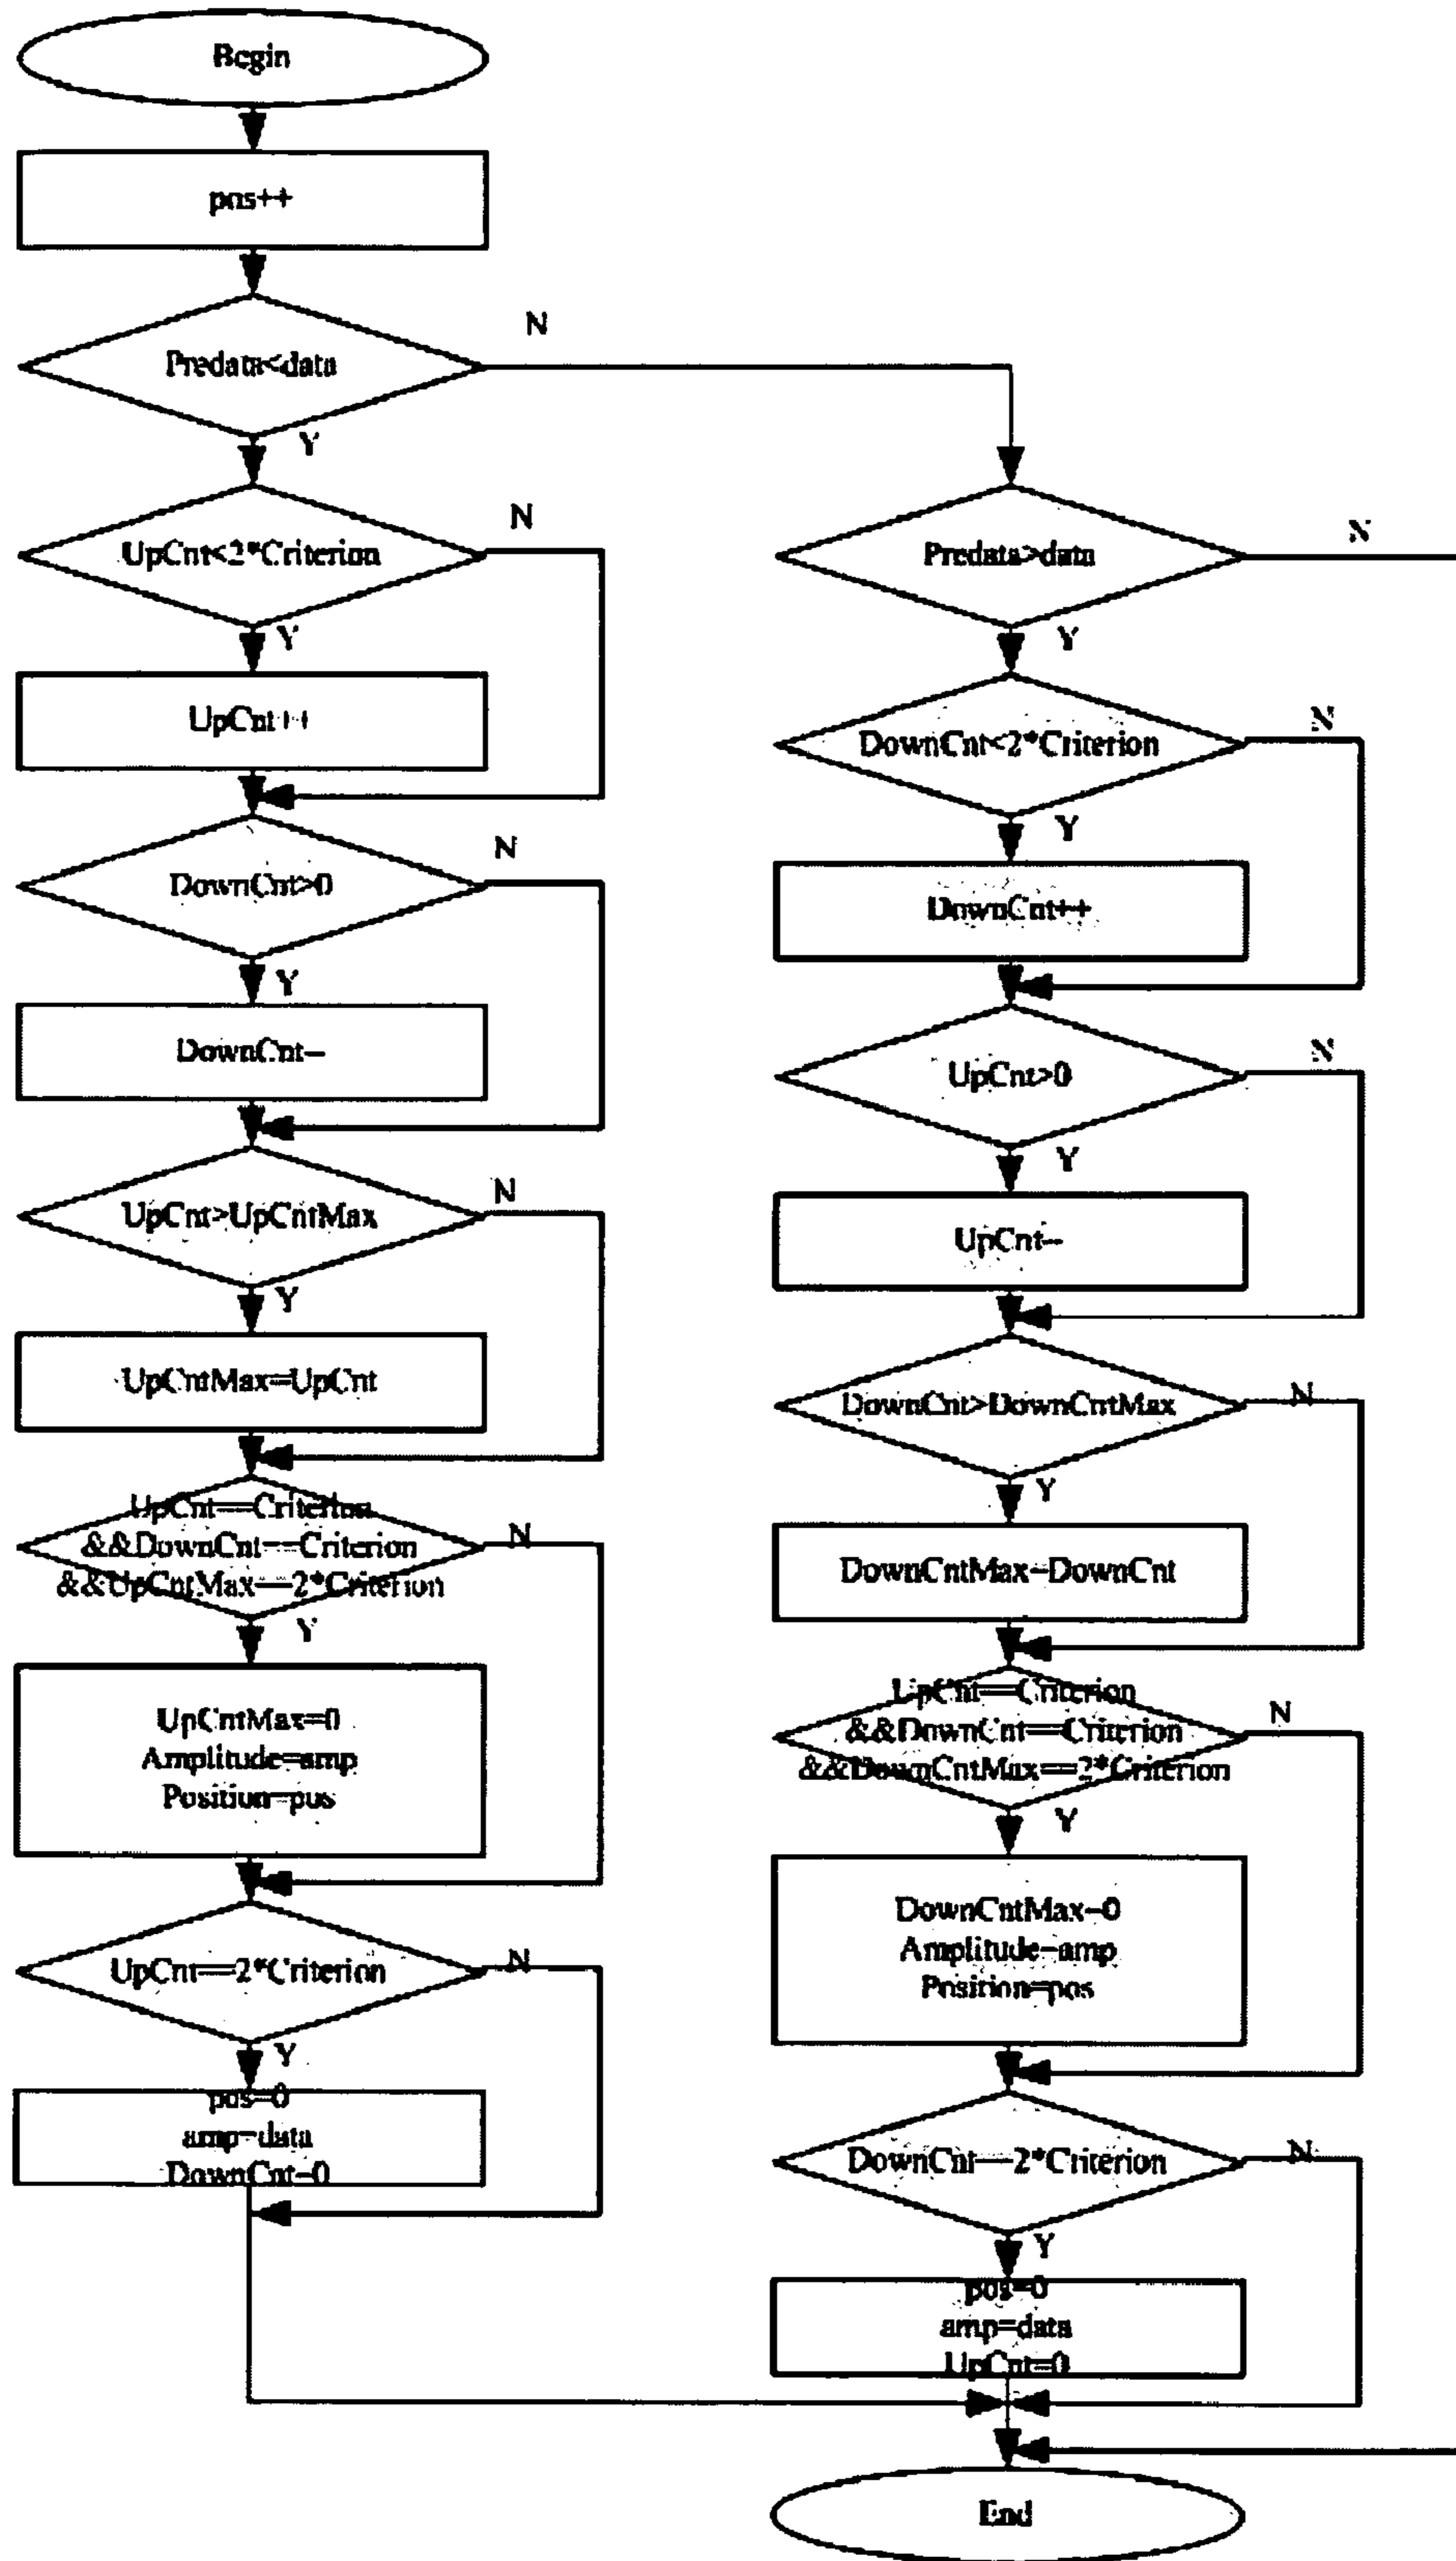 Begin
pos++
Predata<data
N
Y
UpCnt<2*Criterion
N
Y
UpCnt++
DownCnt>0
N
Y
DownCnt--
UpCnt>UpCntMax
N
Y
UpCntMax=UpCnt
UpCnt==Criterion
&&DownCnt==Criterion
&&UpCntMax==2*Criterion
N
Y
UpCntMax=0
Amplitude=amp
Position=pos
UpCnt==2*Criterion
N
Y
pos=0
amp=data
DownCnt=0
Predata>data
N
Y
DownCnt<2*Criterion
N
Y
DownCnt++
UpCnt>0
N
Y
UpCnt--
DownCnt>DownCntMax
N
Y
DownCntMax=DownCnt
UpCnt==Criterion
&&DownCnt==Criterion
&&DownCntMax==2*Criterion
N
Y
DownCntMax=0
Amplitude=amp
Position=pos
DownCnt==2*Criterion
N
Y
pos=0
amp=data
UpCnt=0
End